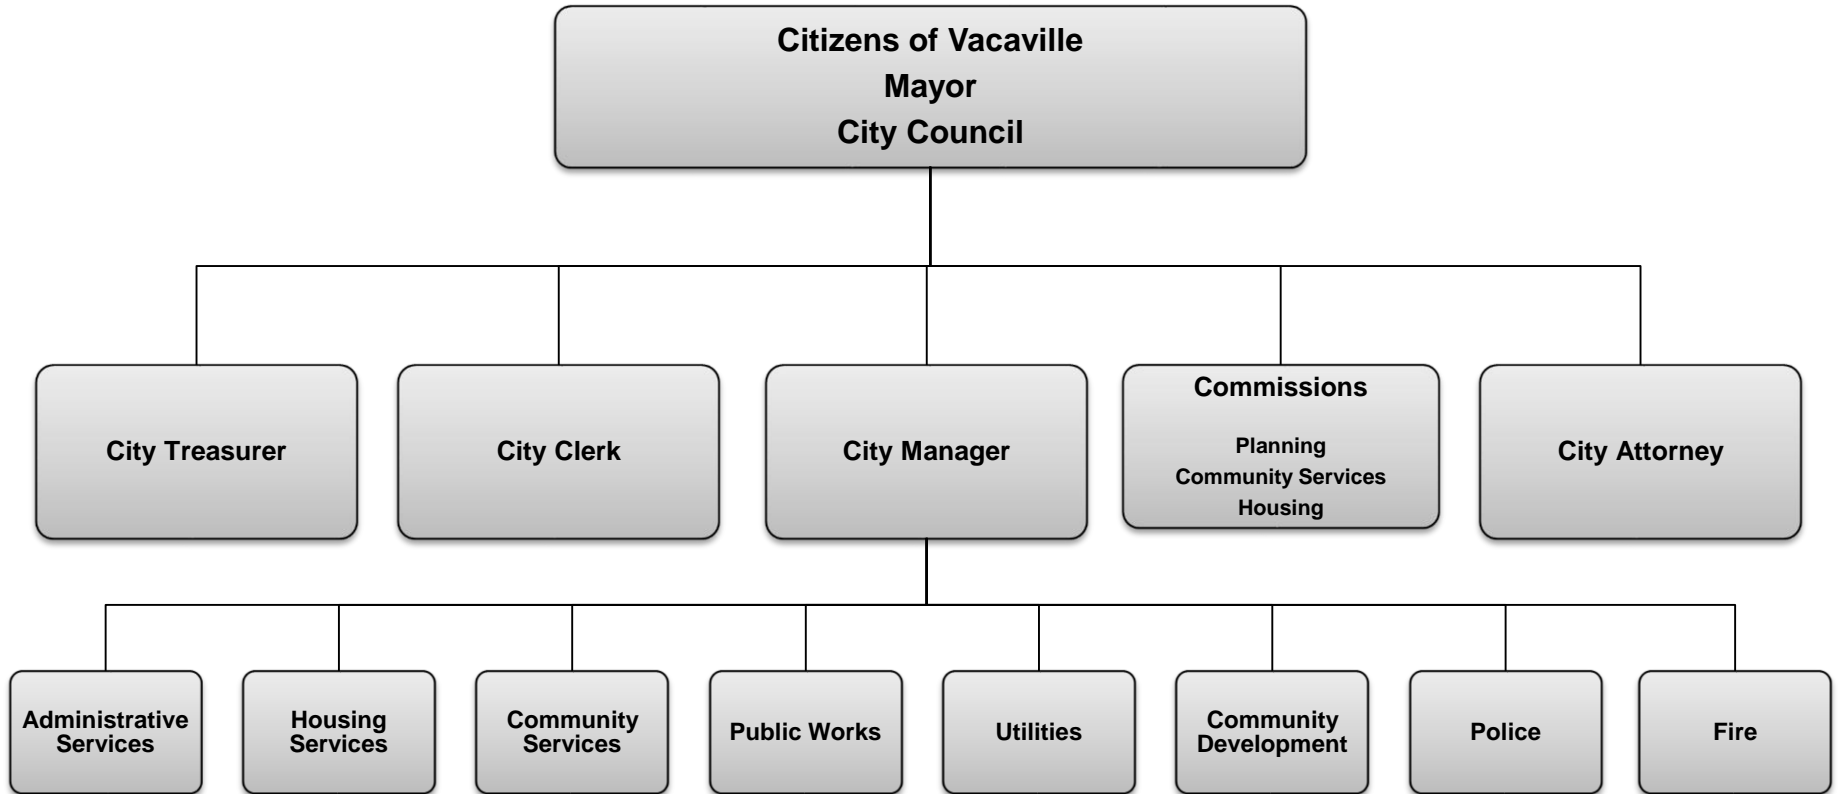 Citizens of Vacaville
Mayor
City Council
City Treasurer
City Clerk
City Manager
Commissions
Planning
Community Services
Housing
City Attorney
Administrative
Services
Housing
Services
Community
Services
Public Works
Utilities
Community
Development
Police
Fire